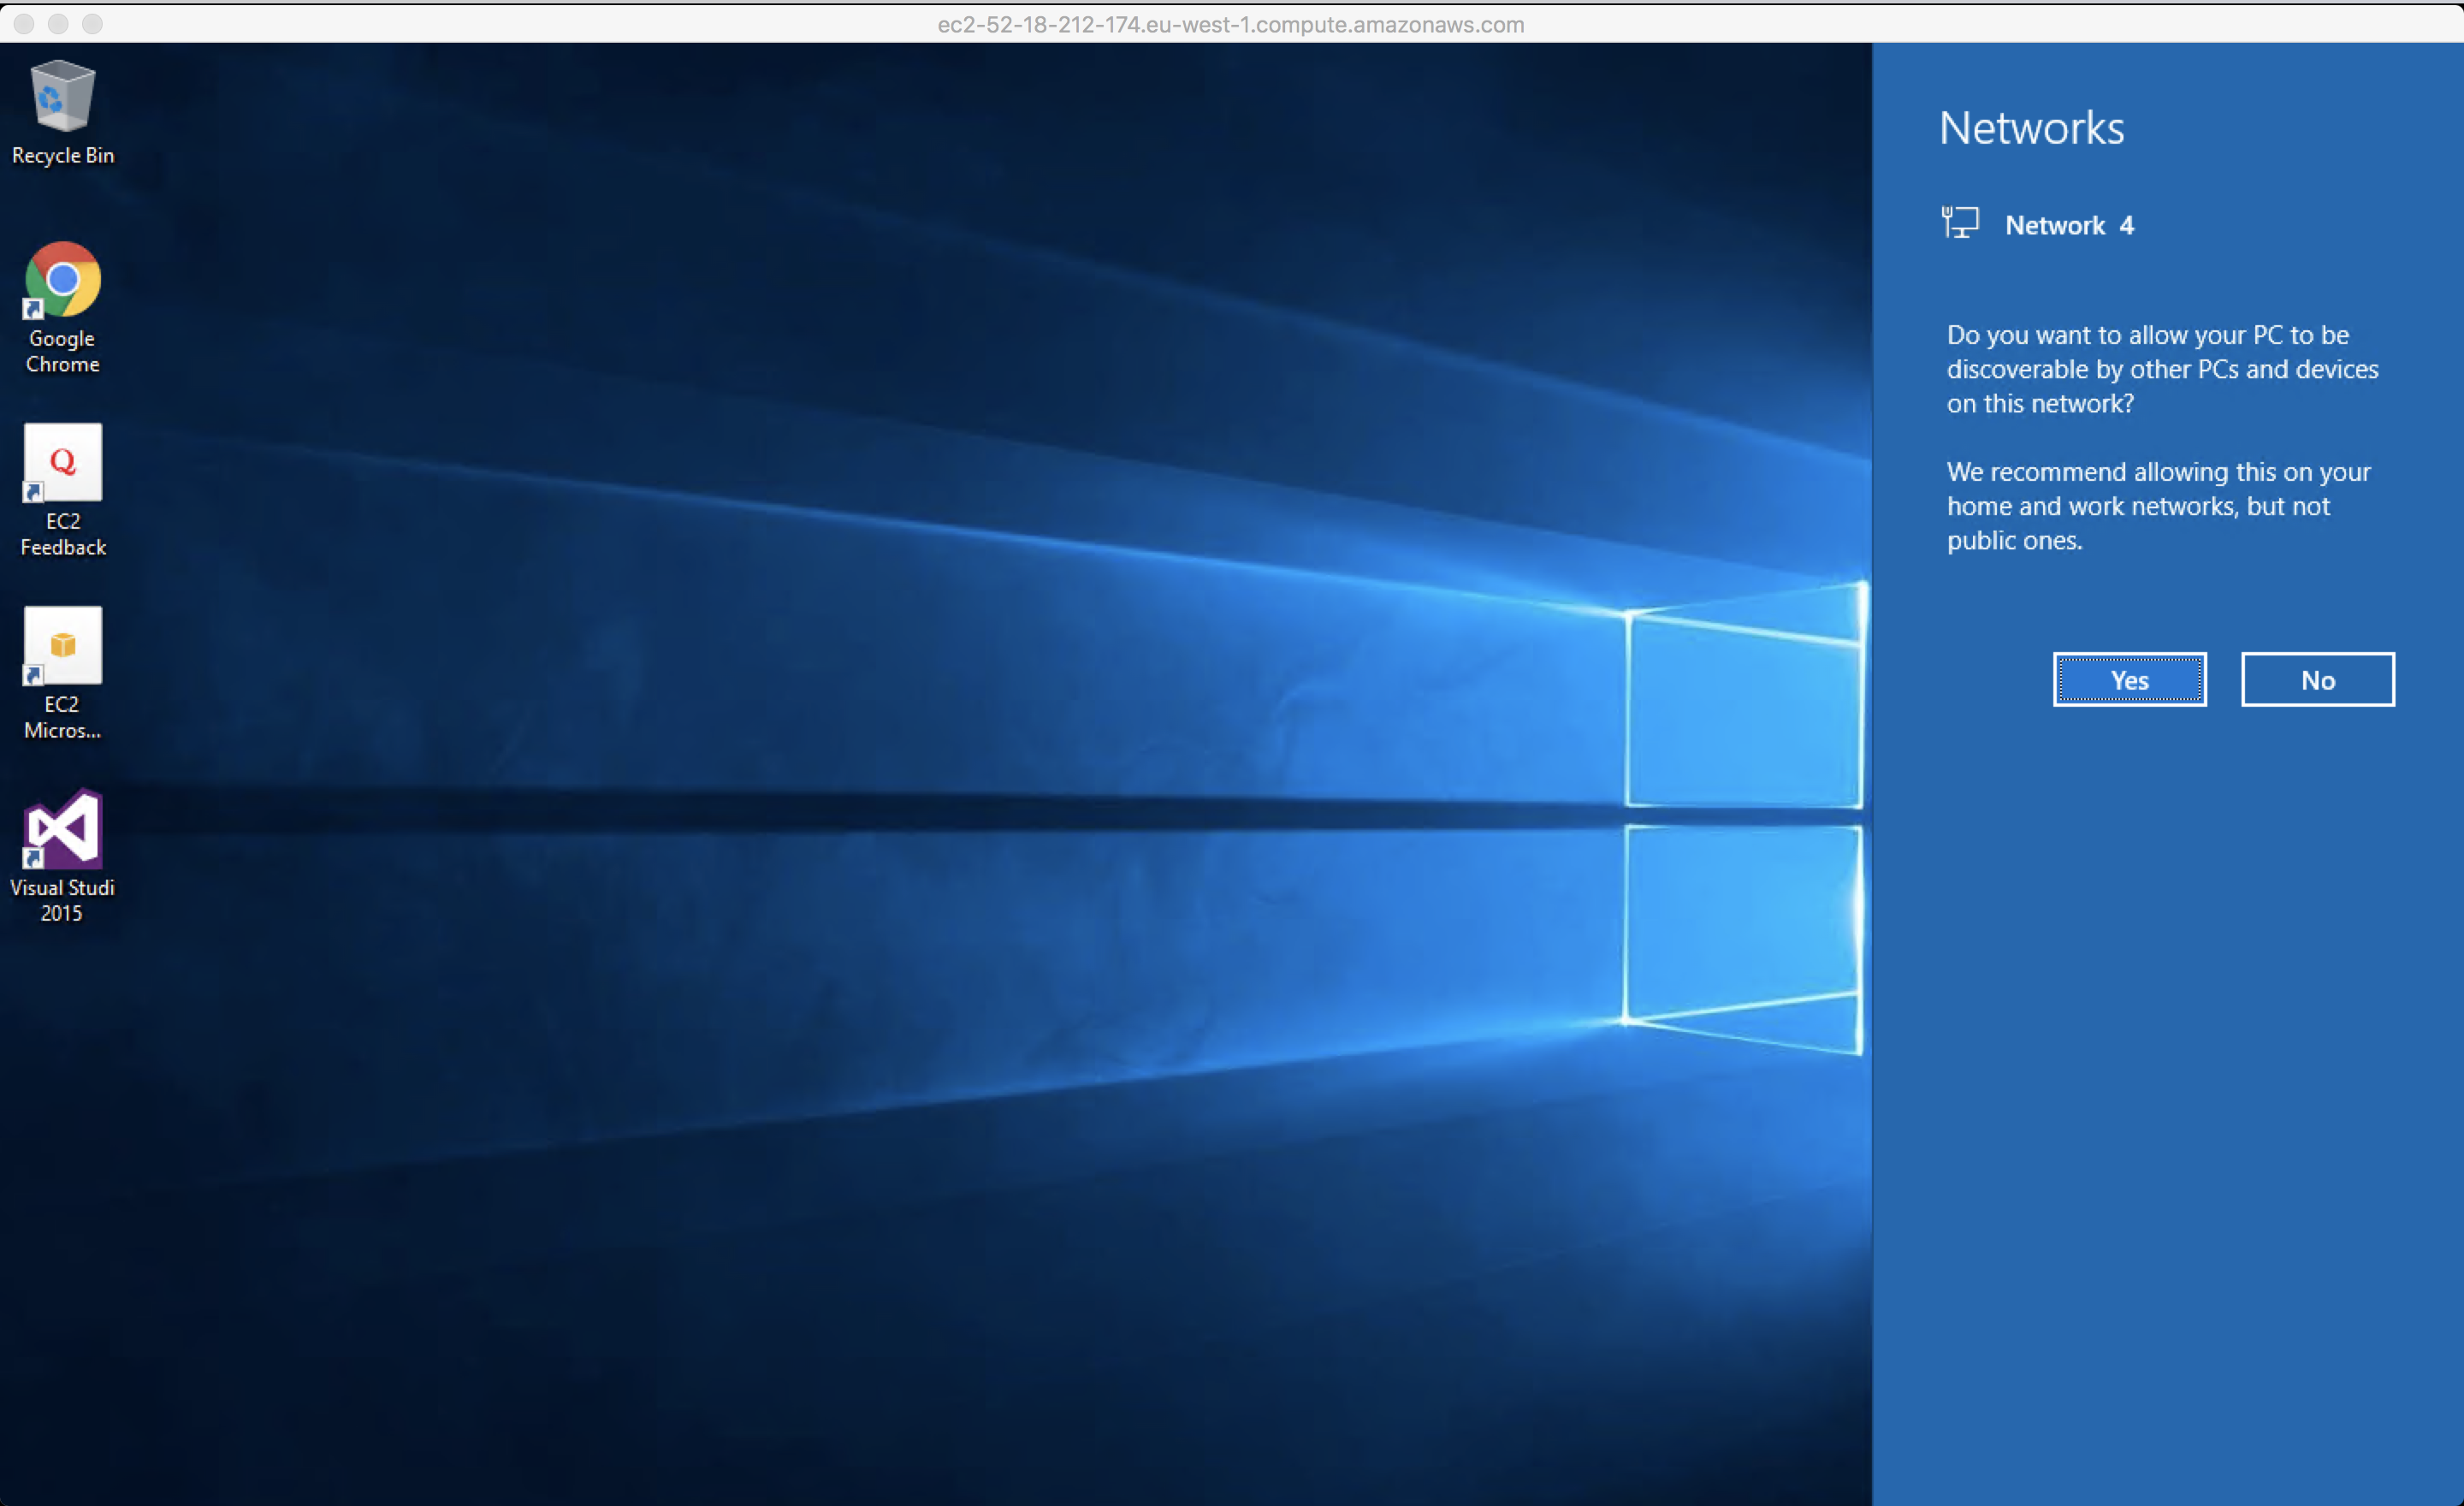 ec2-52-18-212-174.eu-west-1.compute.amazonaws.com
Recycle Bin
Google
Chrome
Q
EC2
Feedback
EC2
Micros...
Visual Studi
2015
Networks
Network 4
Do you want to allow your PC to be
discoverable by other PCs and devices
on this network?
We recommend allowing this on your
home and work networks, but not
public ones.
Yes
No